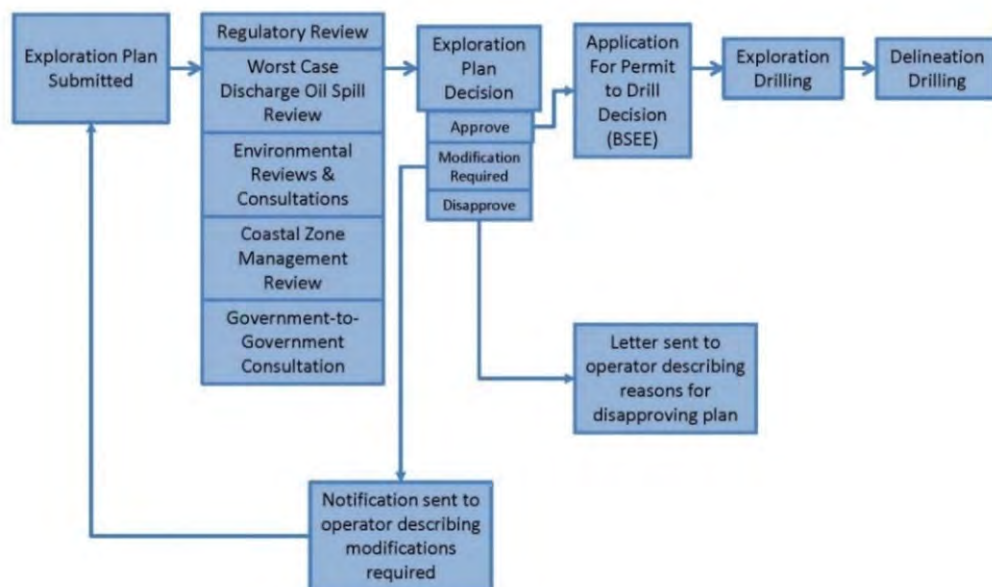 Exploration Plan
Submitted
Regulatory Review
Worst Case
Discharge Oil Spill
Review
Environmental
Reviews &
Consultations
Coastal Zone
Management
Review
Government-to-
Government
Consultation
Exploration
Plan
Decision
Approve
Modification
Required
Disapprove
Application
For Permit
to Drill
Decision
(BSEE)
Exploration
Drilling
Delineation
Drilling
Letter sent to
operator describing
reasons for
disapproving plan
Notification sent to
operator describing
modifications
required